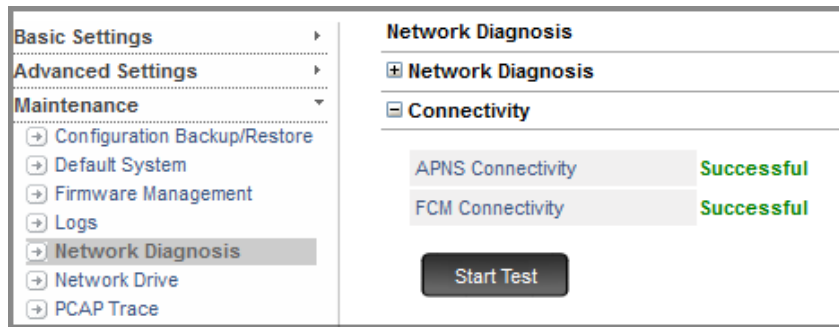 Basic Settings
Advanced Settings
Maintenance
Configuration Backup/Restore
Default System
Firmware Management
Logs
Network Diagnosis
Network Drive
PCAP Trace
Network Diagnosis
Network Diagnosis
Connectivity
APNS Connectivity Successful
FCM Connectivity Successful
Start Test